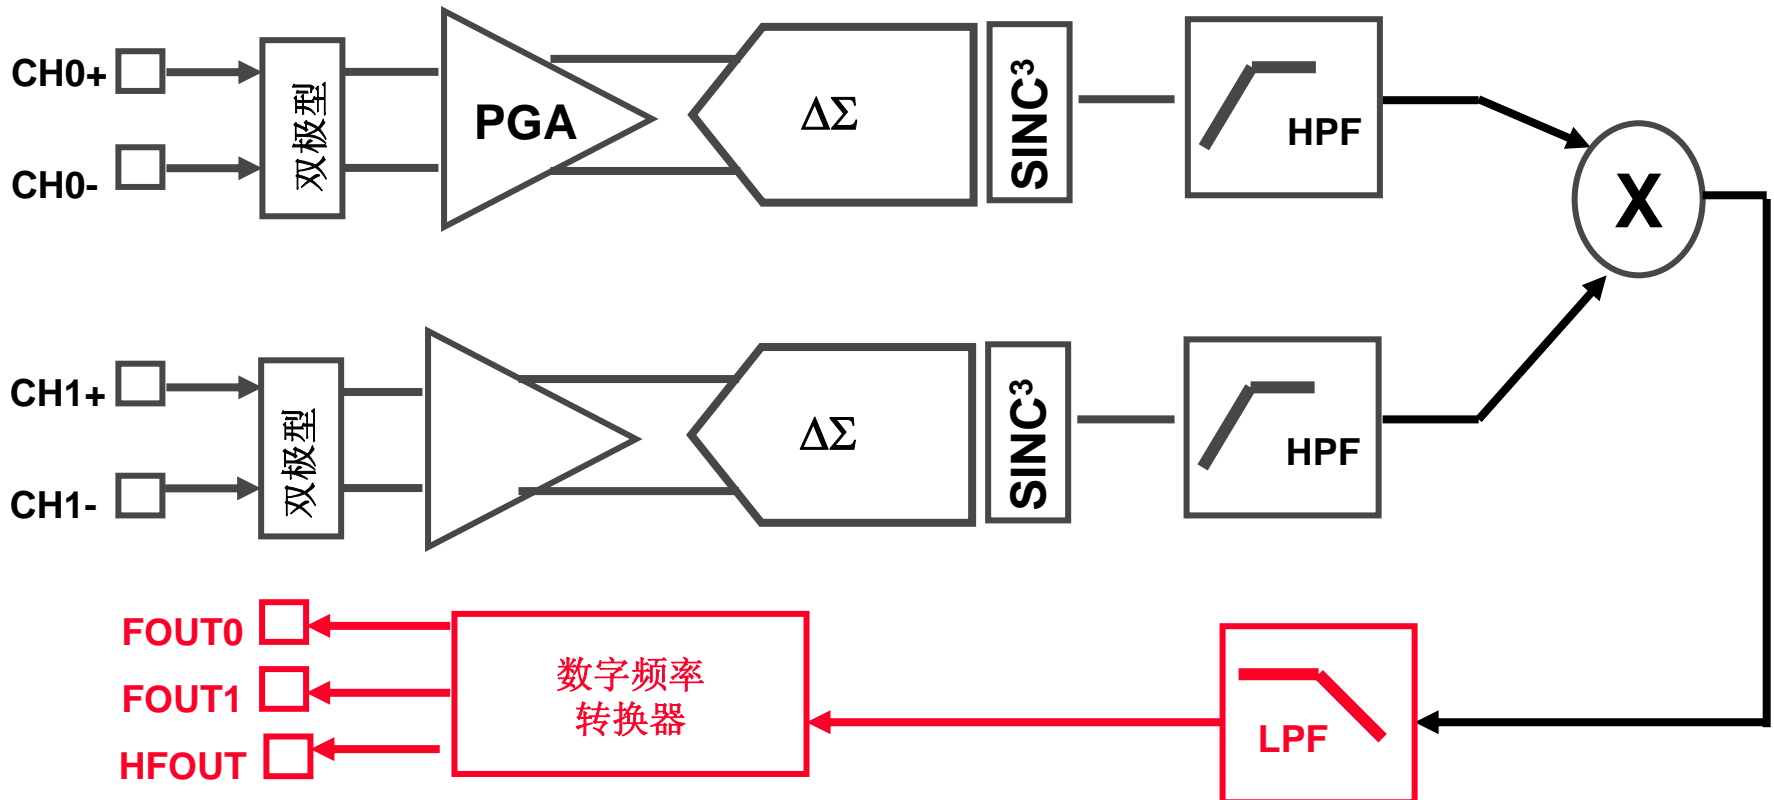 CH0+
CH0-
双极型
PGA
ΔΣ
SINC³
HPF
X
CH1+
CH1-
双极型
ΔΣ
SINC³
HPF
FOUT0
FOUT1
HFOUT
数字频率
转换器
LPF